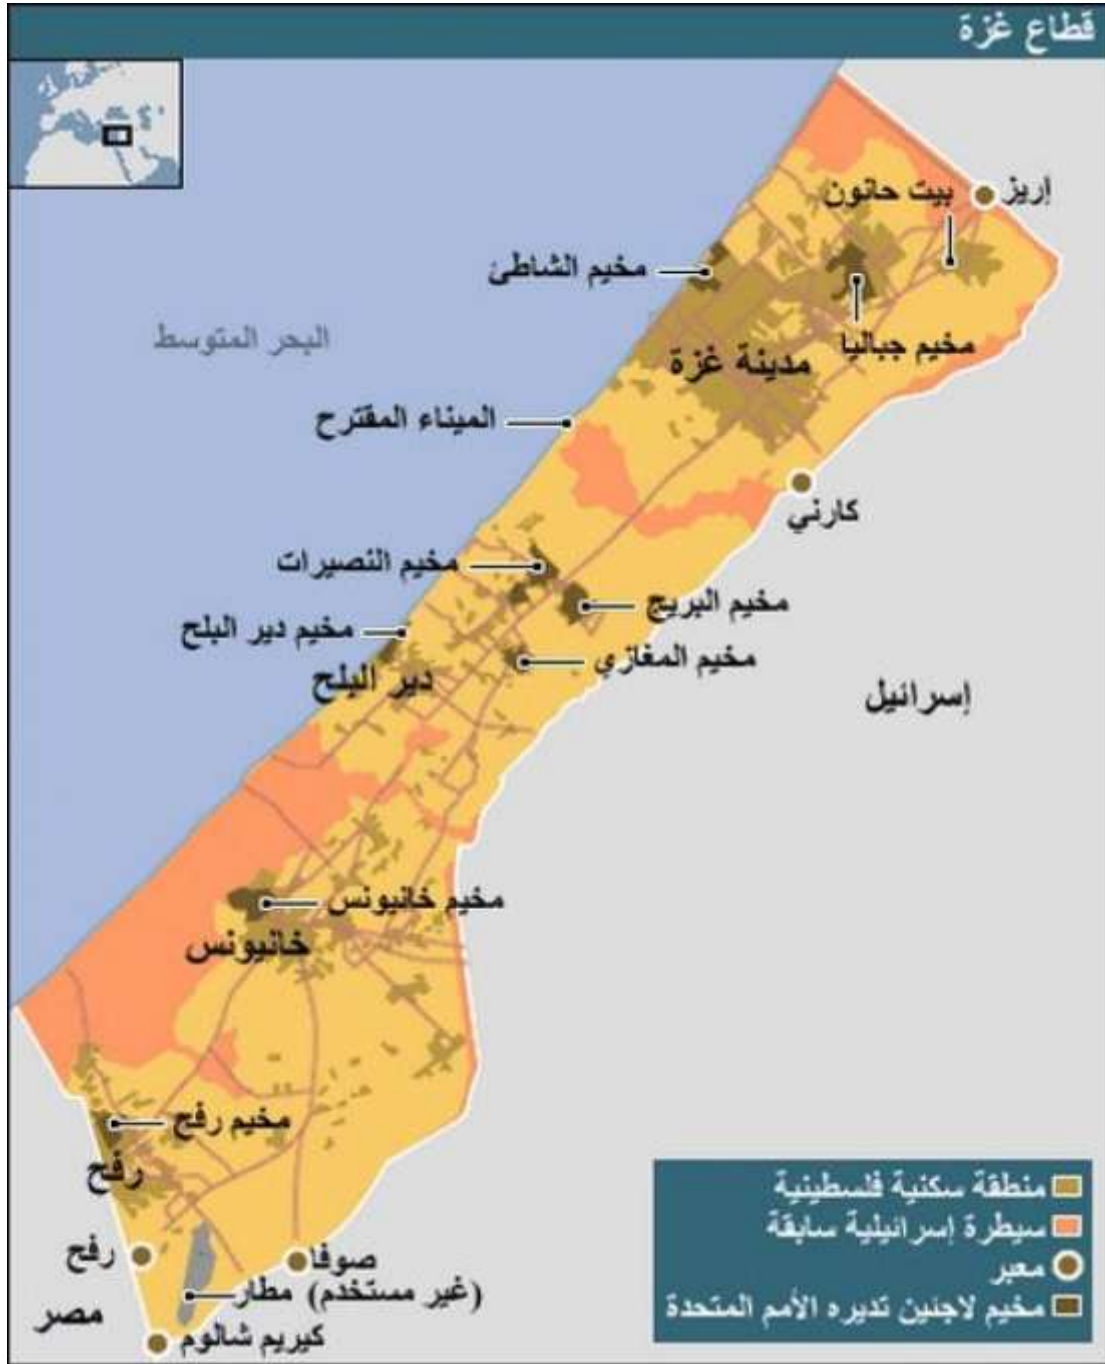 قطاع غزة
إريز
بيت حانون
مخيم الشاطئ
مخيم جباليا
البحر المتوسط
مدينة غزة
الميناء المقترح
كارني
مخيم النصيرات
مخيم البريج
مخيم دير البلح
مخيم المغازي
دير البلح
إسرائيل
مخيم خانيونس
خانيونس
مخيم رفح
رفح
رفح
صوفا
مطار (غير مستخدم)
مصر
كيريم شالوم
منطقة سكنية فلسطينية
سيطرة إسرائيلية سابقة
معبر
مخيم لاجئين تديره الأمم المتحدة